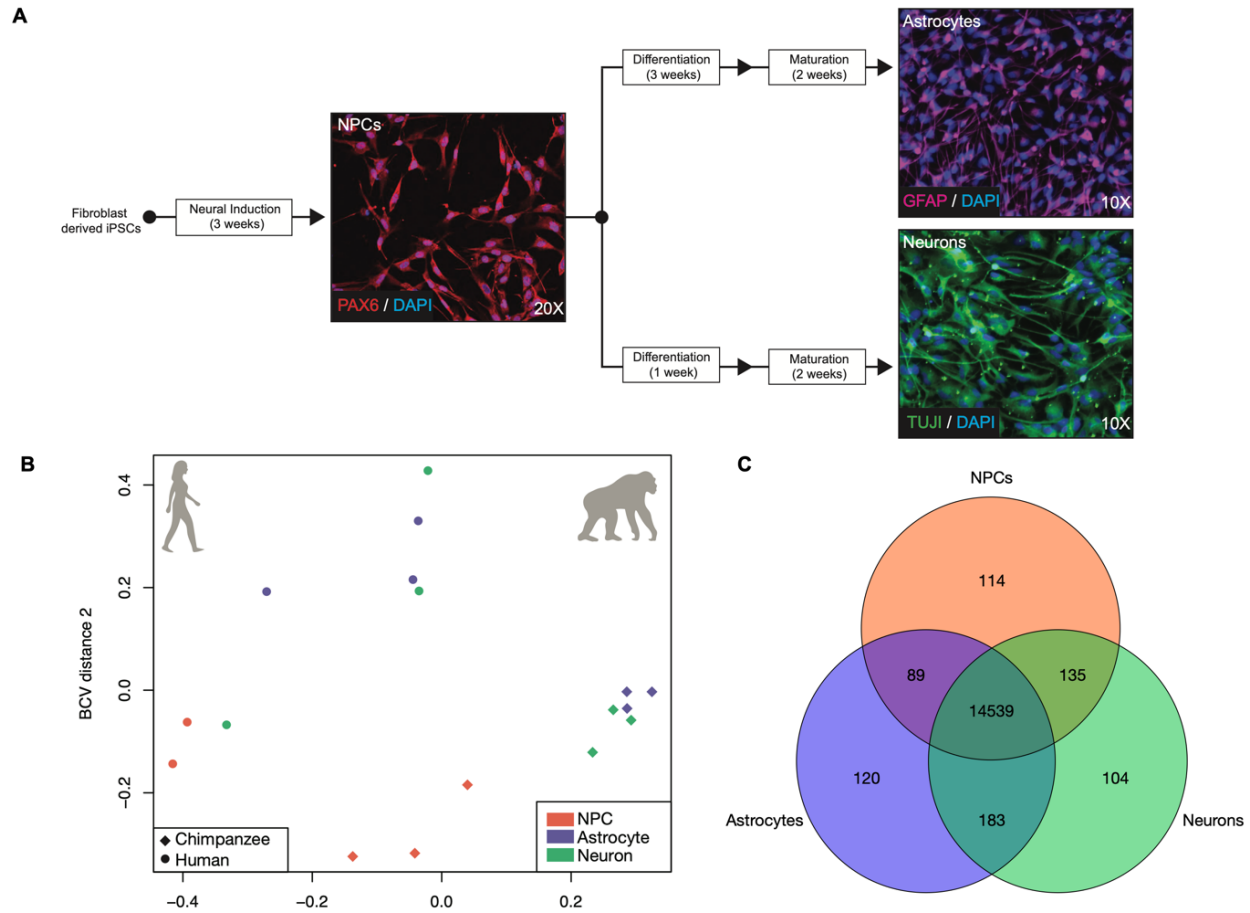 A
Fibroblast
derived iPSCs
Neural Induction
(3 weeks)
NPCs
PAX6 / DAPI
20X
Differentiation
(3 weeks)
Maturation
(2 weeks)
Astrocytes
GFAP / DAPI
10X
Differentiation
(1 week)
Maturation
(2 weeks)
Neurons
TUJI / DAPI
10X
B
BCV distance 2
0.4
0.2
0.0
−0.2
−0.4
−0.2
0.0
0.2
Chimpanzee
Human
NPC
Astrocyte
Neuron
C
NPCs
114
89
135
14539
120
183
104
Astrocytes
Neurons